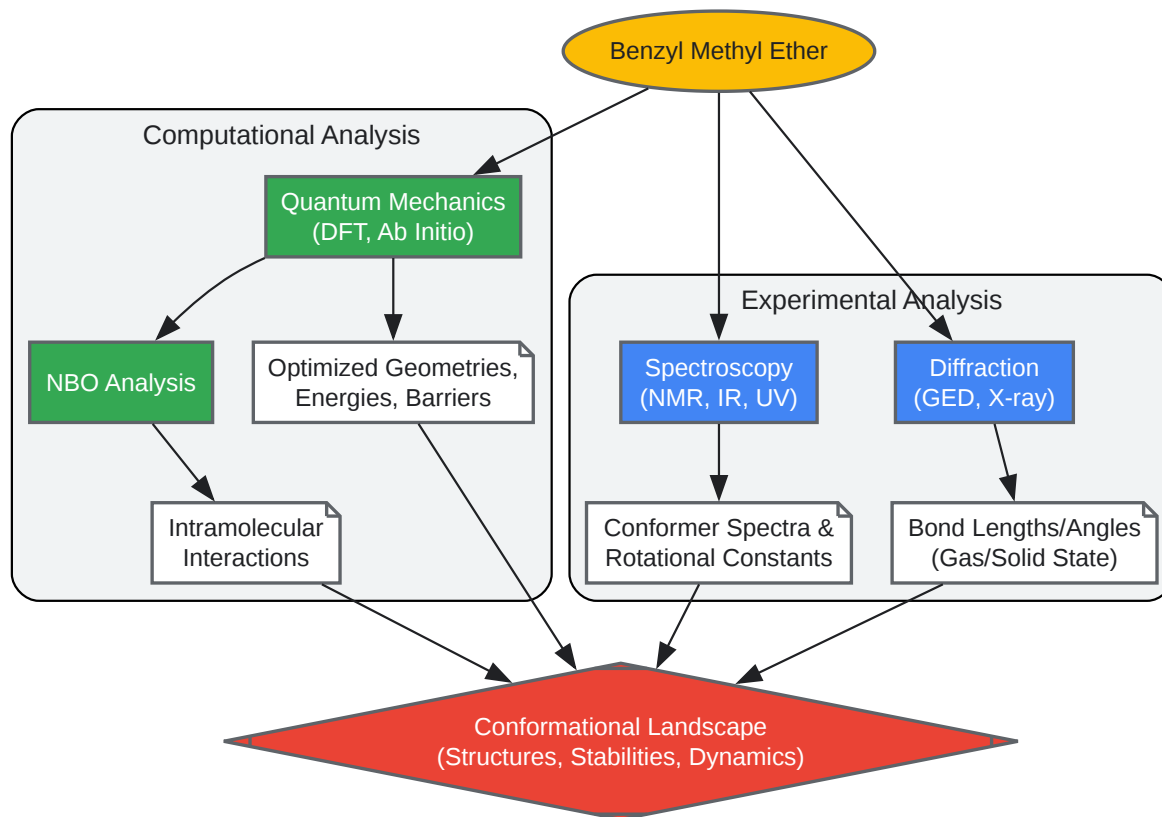 Benzyl Methyl Ether
Computational Analysis
Quantum Mechanics
(DFT, Ab Initio)
Experimental Analysis
NBO Analysis
Optimized Geometries,
Energies, Barriers
Spectroscopy
(NMR, IR, UV)
Diffraction
(GED, X-ray)
Intramolecular
Interactions
Conformer Spectra &
Rotational Constants
Bond Lengths/Angles
(Gas/Solid State)
Conformational Landscape
(Structures, Stabilities, Dynamics)